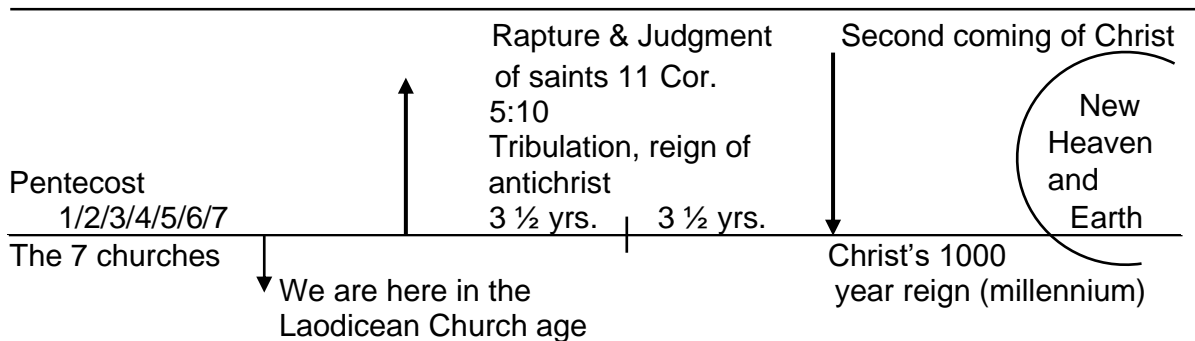 Rapture & Judgment
of saints 11 Cor.
5:10
Tribulation, reign of
antichrist
3 ½ yrs. 3 ½ yrs.
Second coming of Christ
New
Heaven
and
Earth
Pentecost
1/2/3/4/5/6/7
The 7 churches
We are here in the
Laodicean Church age
Christ’s 1000
year reign (millennium)